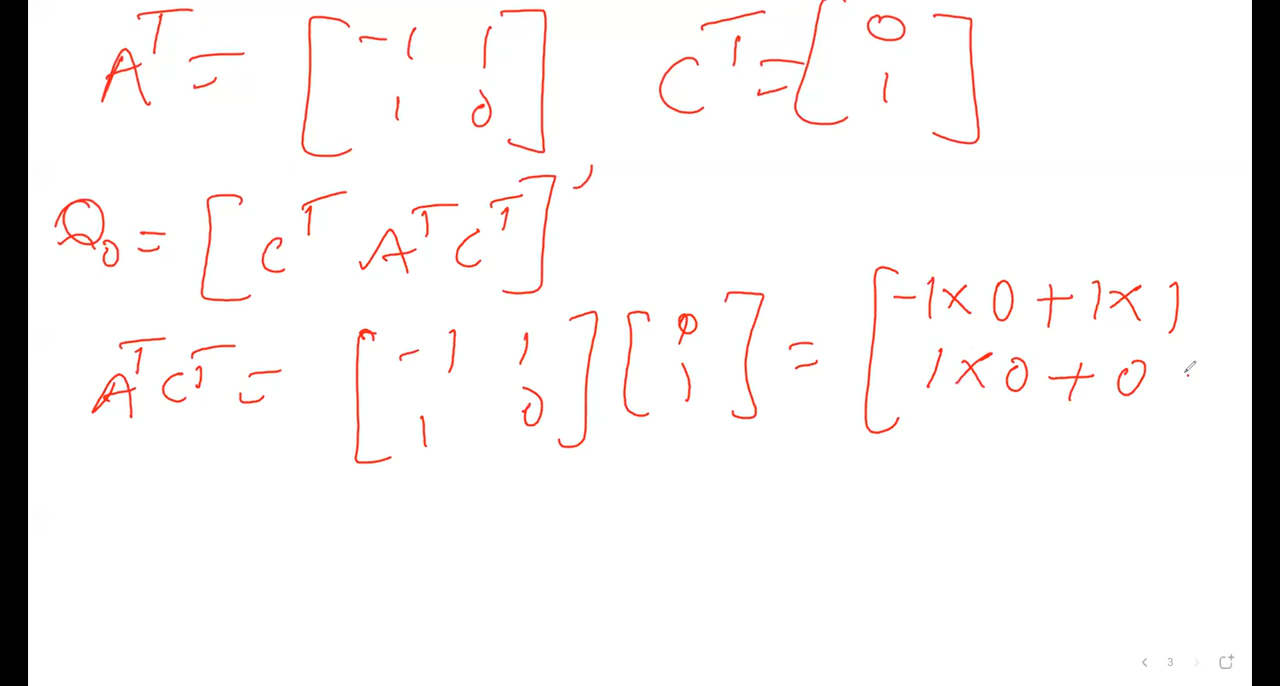 A^T = [ -1 1 ; 1 0 ] C^T = [ 0 ; 1 ]
Q_0 = [ C^T A^T C^T ] ,
A^T C^T = [ -1 1 ; 1 0 ] [ 0 ; 1 ] = [ -1 × 0 + 1 × 1 ; 1 × 0 + 0
3